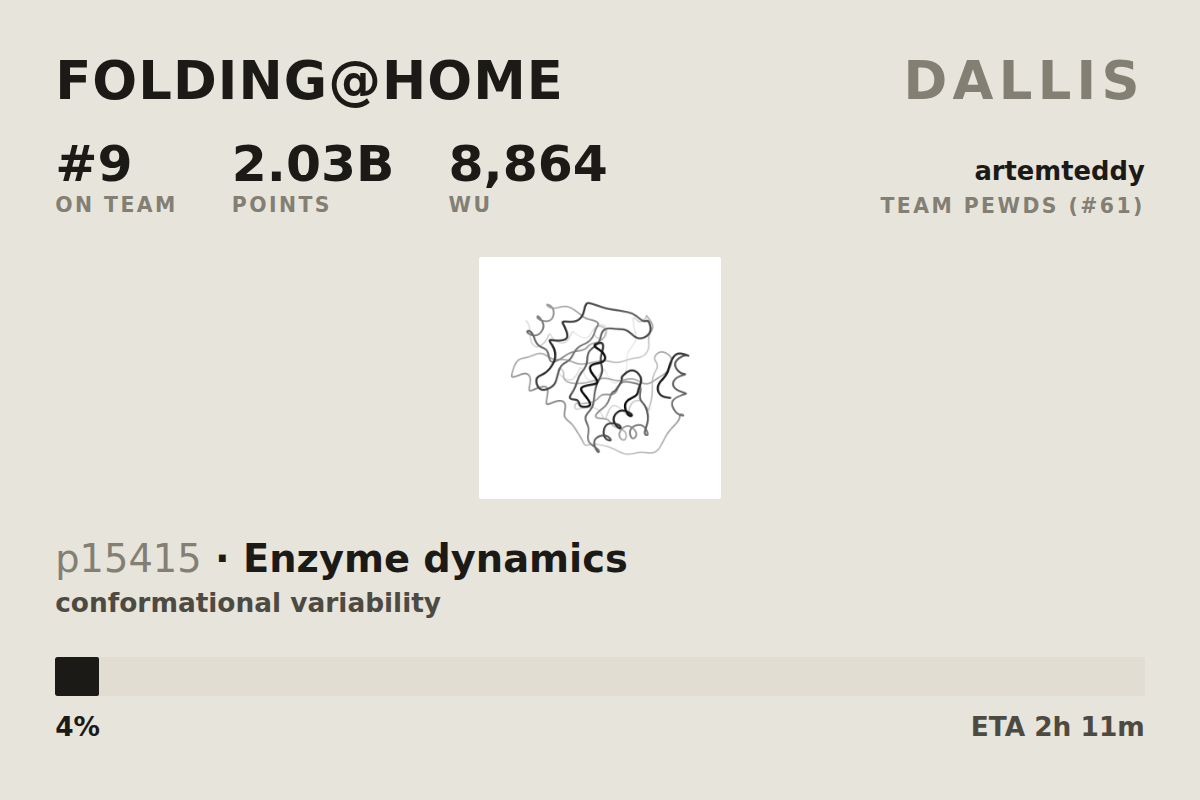 FOLDING@HOME
DALLIS
#9 2.03B 8,864
ON TEAM POINTS WU
artemteddy
TEAM PEWDS (#61)
p15415 · Enzyme dynamics
conformational variability
4%
ETA 2h 11m